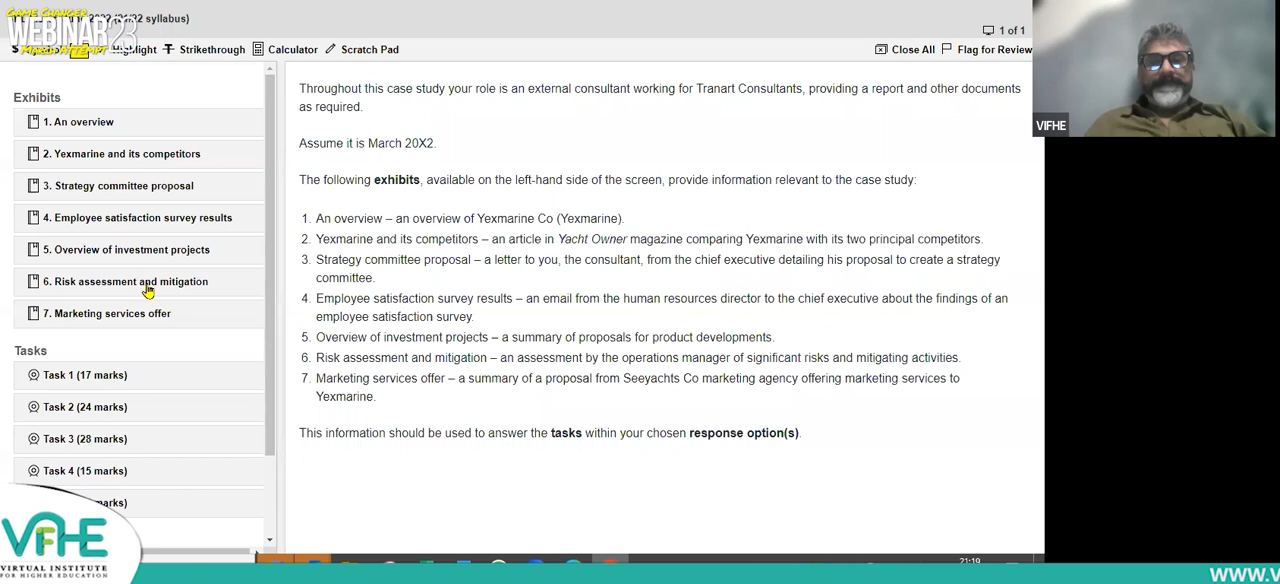 GAME CHANGER
WEBINAR'23
MARCH ATTEMPT
2022 (21/22 syllabus)
1 of 1
Highlight
Strikethrough
Calculator
Scratch Pad
Close All
Flag for Review
VIFHE
Exhibits
1. An overview
2. Yexmarine and its competitors
3. Strategy committee proposal
4. Employee satisfaction survey results
5. Overview of investment projects
6. Risk assessment and mitigation
7. Marketing services offer
Tasks
Task 1 (17 marks)
Task 2 (24 marks)
Task 3 (28 marks)
Task 4 (15 marks)
marks)
Throughout this case study your role is an external consultant working for Tranart Consultants, providing a report and other documents
as required.
Assume it is March 20X2.
The following exhibits, available on the left-hand side of the screen, provide information relevant to the case study:
1. An overview – an overview of Yexmarine Co (Yexmarine).
2. Yexmarine and its competitors – an article in Yacht Owner magazine comparing Yexmarine with its two principal competitors.
3. Strategy committee proposal – a letter to you, the consultant, from the chief executive detailing his proposal to create a strategy
committee.
4. Employee satisfaction survey results – an email from the human resources director to the chief executive about the findings of an
employee satisfaction survey.
5. Overview of investment projects – a summary of proposals for product developments.
6. Risk assessment and mitigation – an assessment by the operations manager of significant risks and mitigating activities.
7. Marketing services offer – a summary of a proposal from Seeyachts Co marketing agency offering marketing services to
Yexmarine.
This information should be used to answer the tasks within your chosen response option(s).
21:19
VIFHE
VIRTUAL INSTITUTE
FOR HIGHER EDUCATION
WWW.V